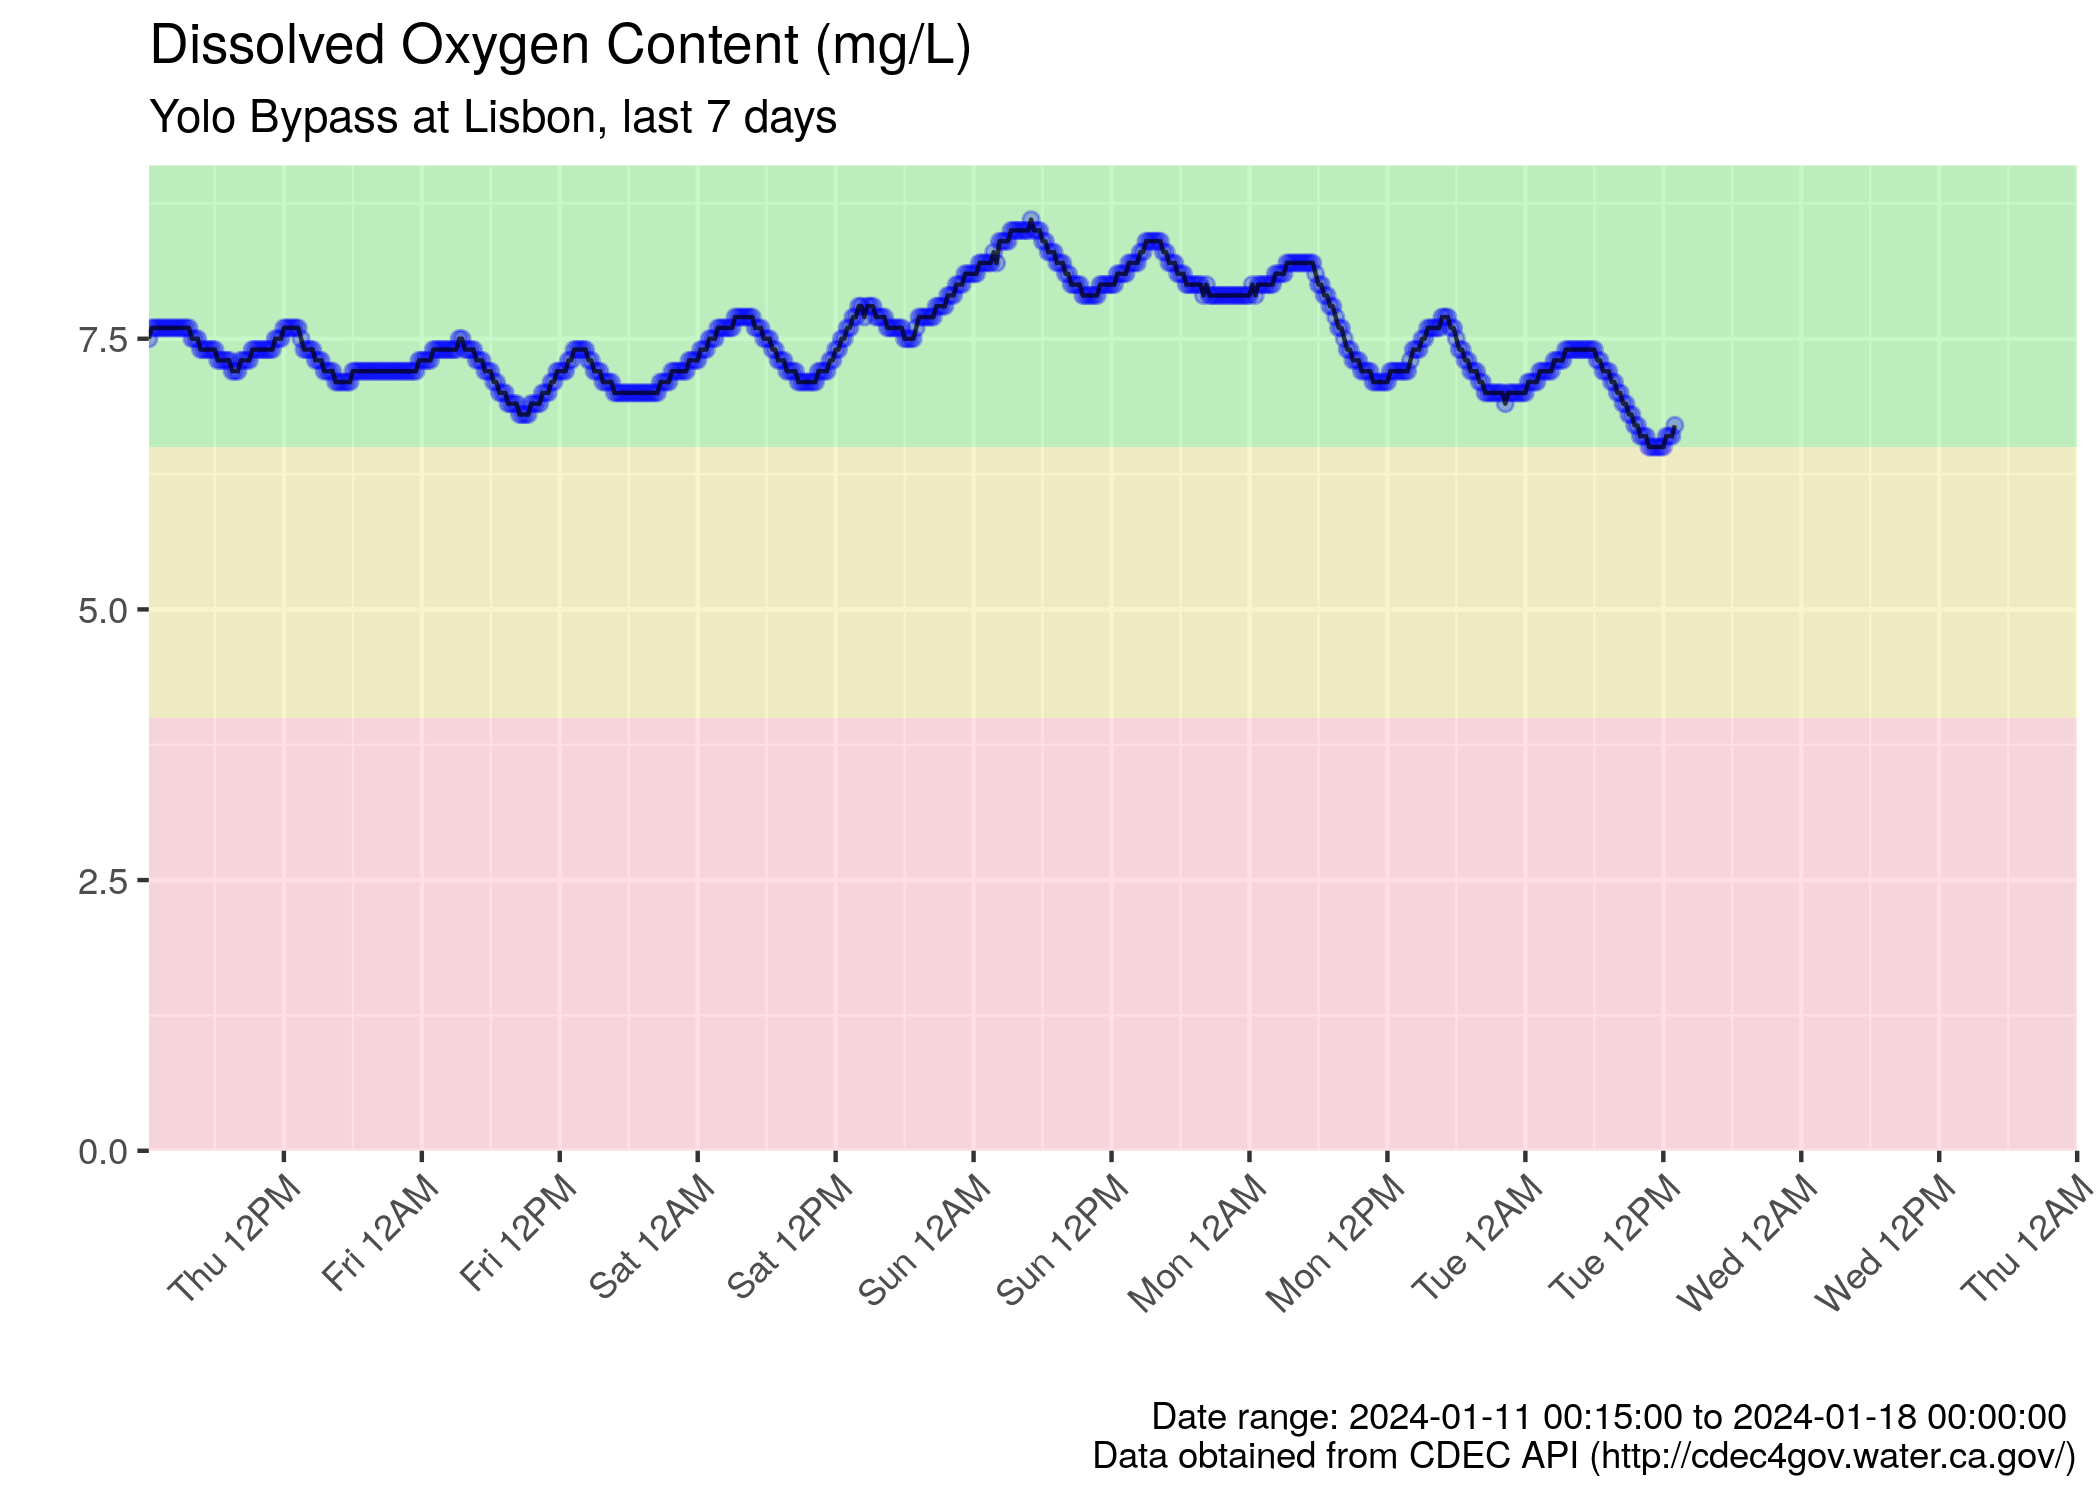 Dissolved Oxygen Content (mg/L)
Yolo Bypass at Lisbon, last 7 days
7.5
5.0
2.5
0.0
Thu 12PM
Fri 12AM
Fri 12PM
Sat 12AM
Sat 12PM
Sun 12AM
Sun 12PM
Mon 12AM
Mon 12PM
Tue 12AM
Tue 12PM
Wed 12AM
Wed 12PM
Thu 12AM
Date range: 2024-01-11 00:15:00 to 2024-01-18 00:00:00
Data obtained from CDEC API (http://cdec4gov.water.ca.gov/)